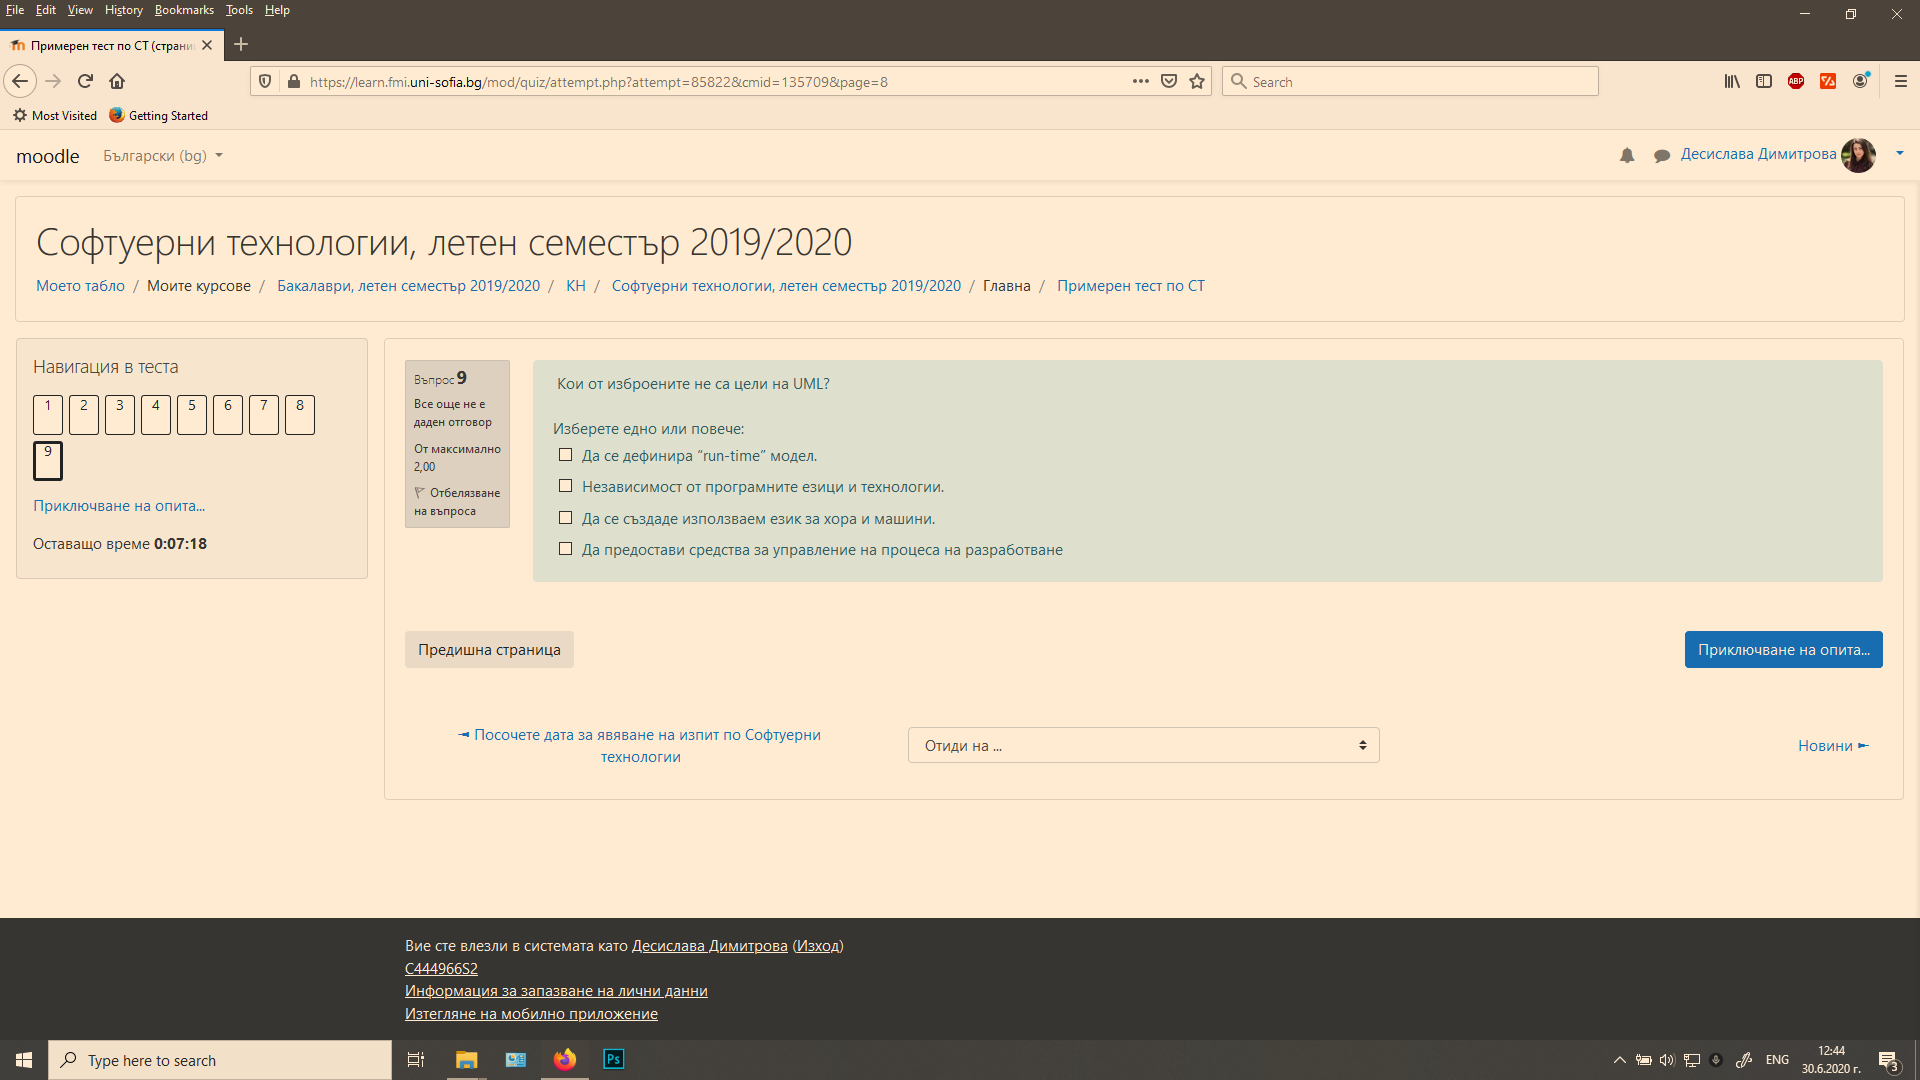 File Edit View History Bookmarks Tools Help
Примерен тест по СТ (страни
https://learn.fmi.uni-sofia.bg/mod/quiz/attempt.php?attempt=85822&cmid=135709&page=8
Search
ABP
Most Visited Getting Started
moodle Български (bg)
Десислава Димитрова
Софтуерни технологии, летен семестър 2019/2020
Моето табло / Моите курсове / Бакалаври, летен семестър 2019/2020 / КН / Софтуерни технологии, летен семестър 2019/2020 / Главна / Примерен тест по СТ
Навигация в теста
1 2 3 4 5 6 7 8
9
Приключване на опита...
Оставащо време 0:07:18
Въпрос 9
Все още не е
даден отговор
От максимално
2,00
Отбелязване
на въпроса
Кои от изброените не са цели на UML?
Изберете едно или повече:
Да се дефинира “run-time” модел.
Независимост от програмните езици и технологии.
Да се създаде използваем език за хора и машини.
Да предостави средства за управление на процеса на разработване
Предишна страница
Приключване на опита...
◄ Посочете дата за явяване на изпит по Софтуерни
технологии
Отиди на ...
Новини ►
Вие сте влезли в системата като Десислава Димитрова (Изход)
C444966S2
Информация за запазване на лични данни
Изтегляне на мобилно приложение
Type here to search
Ps
ENG
12:44
30.6.2020 г.
3